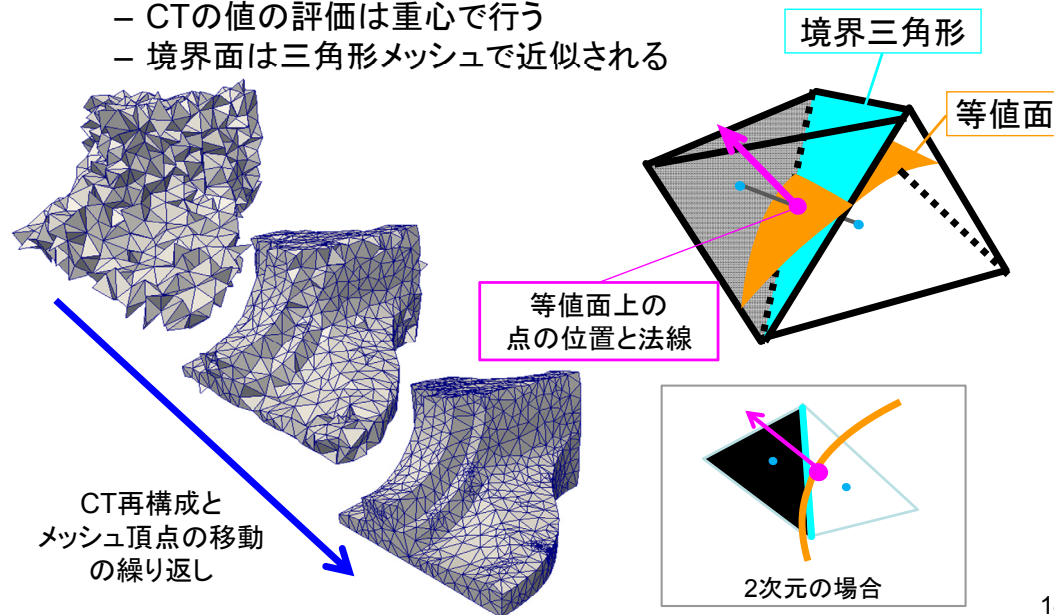 – CTの値の評価は重心で行う
– 境界面は三角形メッシュで近似される
境界三角形
等値面
等値面上の
点の位置と法線
CT再構成と
メッシュ頂点の移動
の繰り返し
2次元の場合